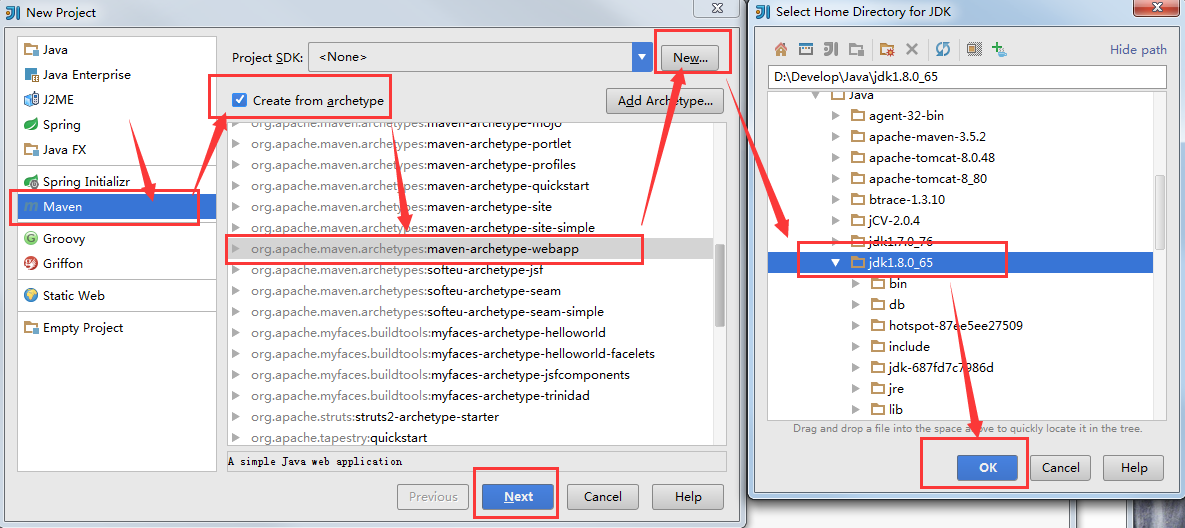 New Project
Java
Java Enterprise
J2ME
Spring
Java FX
Spring Initializr
Maven
Groovy
Griffon
Static Web
Empty Project
Project SDK: <None>
New...
Create from archetype
Add Archetype...
org.apache.maven.archetypes:maven-archetype-mojo
org.apache.maven.archetypes:maven-archetype-portlet
org.apache.maven.archetypes:maven-archetype-profiles
org.apache.maven.archetypes:maven-archetype-quickstart
org.apache.maven.archetypes:maven-archetype-site
org.apache.maven.archetypes:maven-archetype-site-simple
org.apache.maven.archetypes:maven-archetype-webapp
org.apache.maven.archetypes:softeu-archetype-jsf
org.apache.maven.archetypes:softeu-archetype-seam
org.apache.maven.archetypes:softeu-archetype-seam-simple
org.apache.myfaces.buildtools:myfaces-archetype-helloworld
org.apache.myfaces.buildtools:myfaces-archetype-helloworld-facelets
org.apache.myfaces.buildtools:myfaces-archetype-jsfcomponents
org.apache.myfaces.buildtools:myfaces-archetype-trinidad
org.apache.struts:struts2-archetype-starter
org.apache.tapestry:quickstart
A simple Java web application
Previous
Next
Cancel
Help
Select Home Directory for JDK
Hide path
D:\Develop\Java\jdk1.8.0_65
Java
agent-32-bin
apache-maven-3.5.2
apache-tomcat-8.0.48
apache-tomcat-8_80
btrace-1.3.10
jCV-2.0.4
jdk1.7.0_76
jdk1.8.0_65
bin
db
hotspot-87ee5ee27509
include
jdk-687fd7c7986d
jre
lib
Drag and drop a file into the space above to quickly locate it in the tree.
OK
Cancel
Help